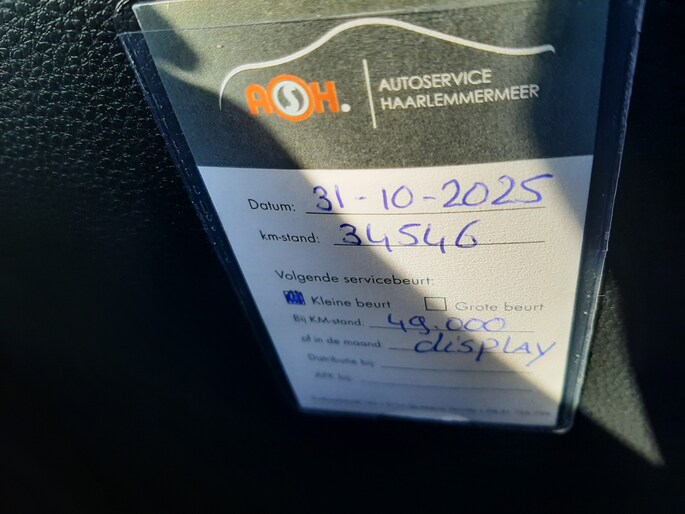 ASH.
AUTOSERVICE
HAARLEMMERMEER
Datum: 31-10-2025
km-stand: 34546
Volgende servicebeurt:
Kleine beurt Grote beurt
Bij KM-stand 49.000
of in de maand display
Distributie bij
APK bij